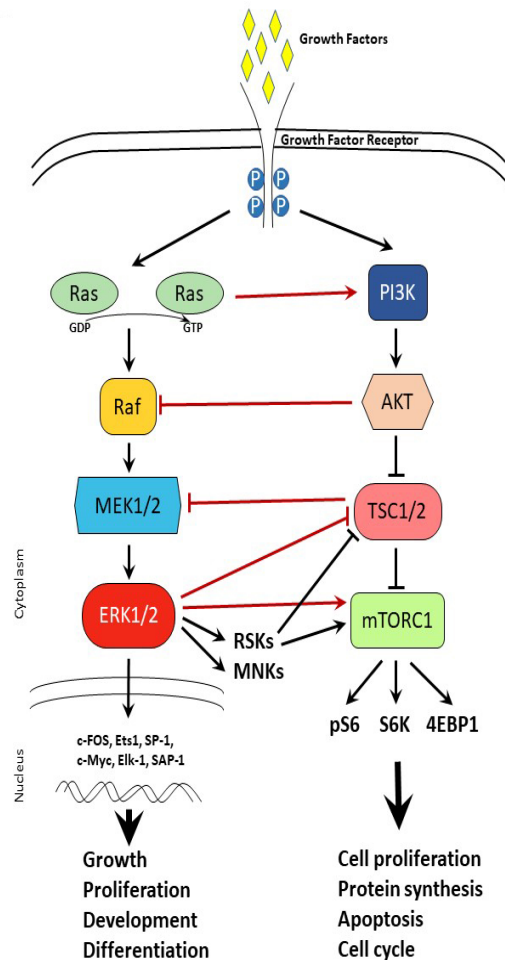 Growth Factors
Growth Factor Receptor
P P
P P
Ras Ras PI3K
GDP GTP
Raf AKT
MEK1/2 TSC1/2
Cytoplasm
ERK1/2 mTORC1
RSKs
MNKs
pS6 S6K 4EBP1
Nucleus
c-FOS, Ets1, SP-1,
c-Myc, Elk-1, SAP-1
Growth
Proliferation
Development
Differentiation
Cell proliferation
Protein synthesis
Apoptosis
Cell cycle